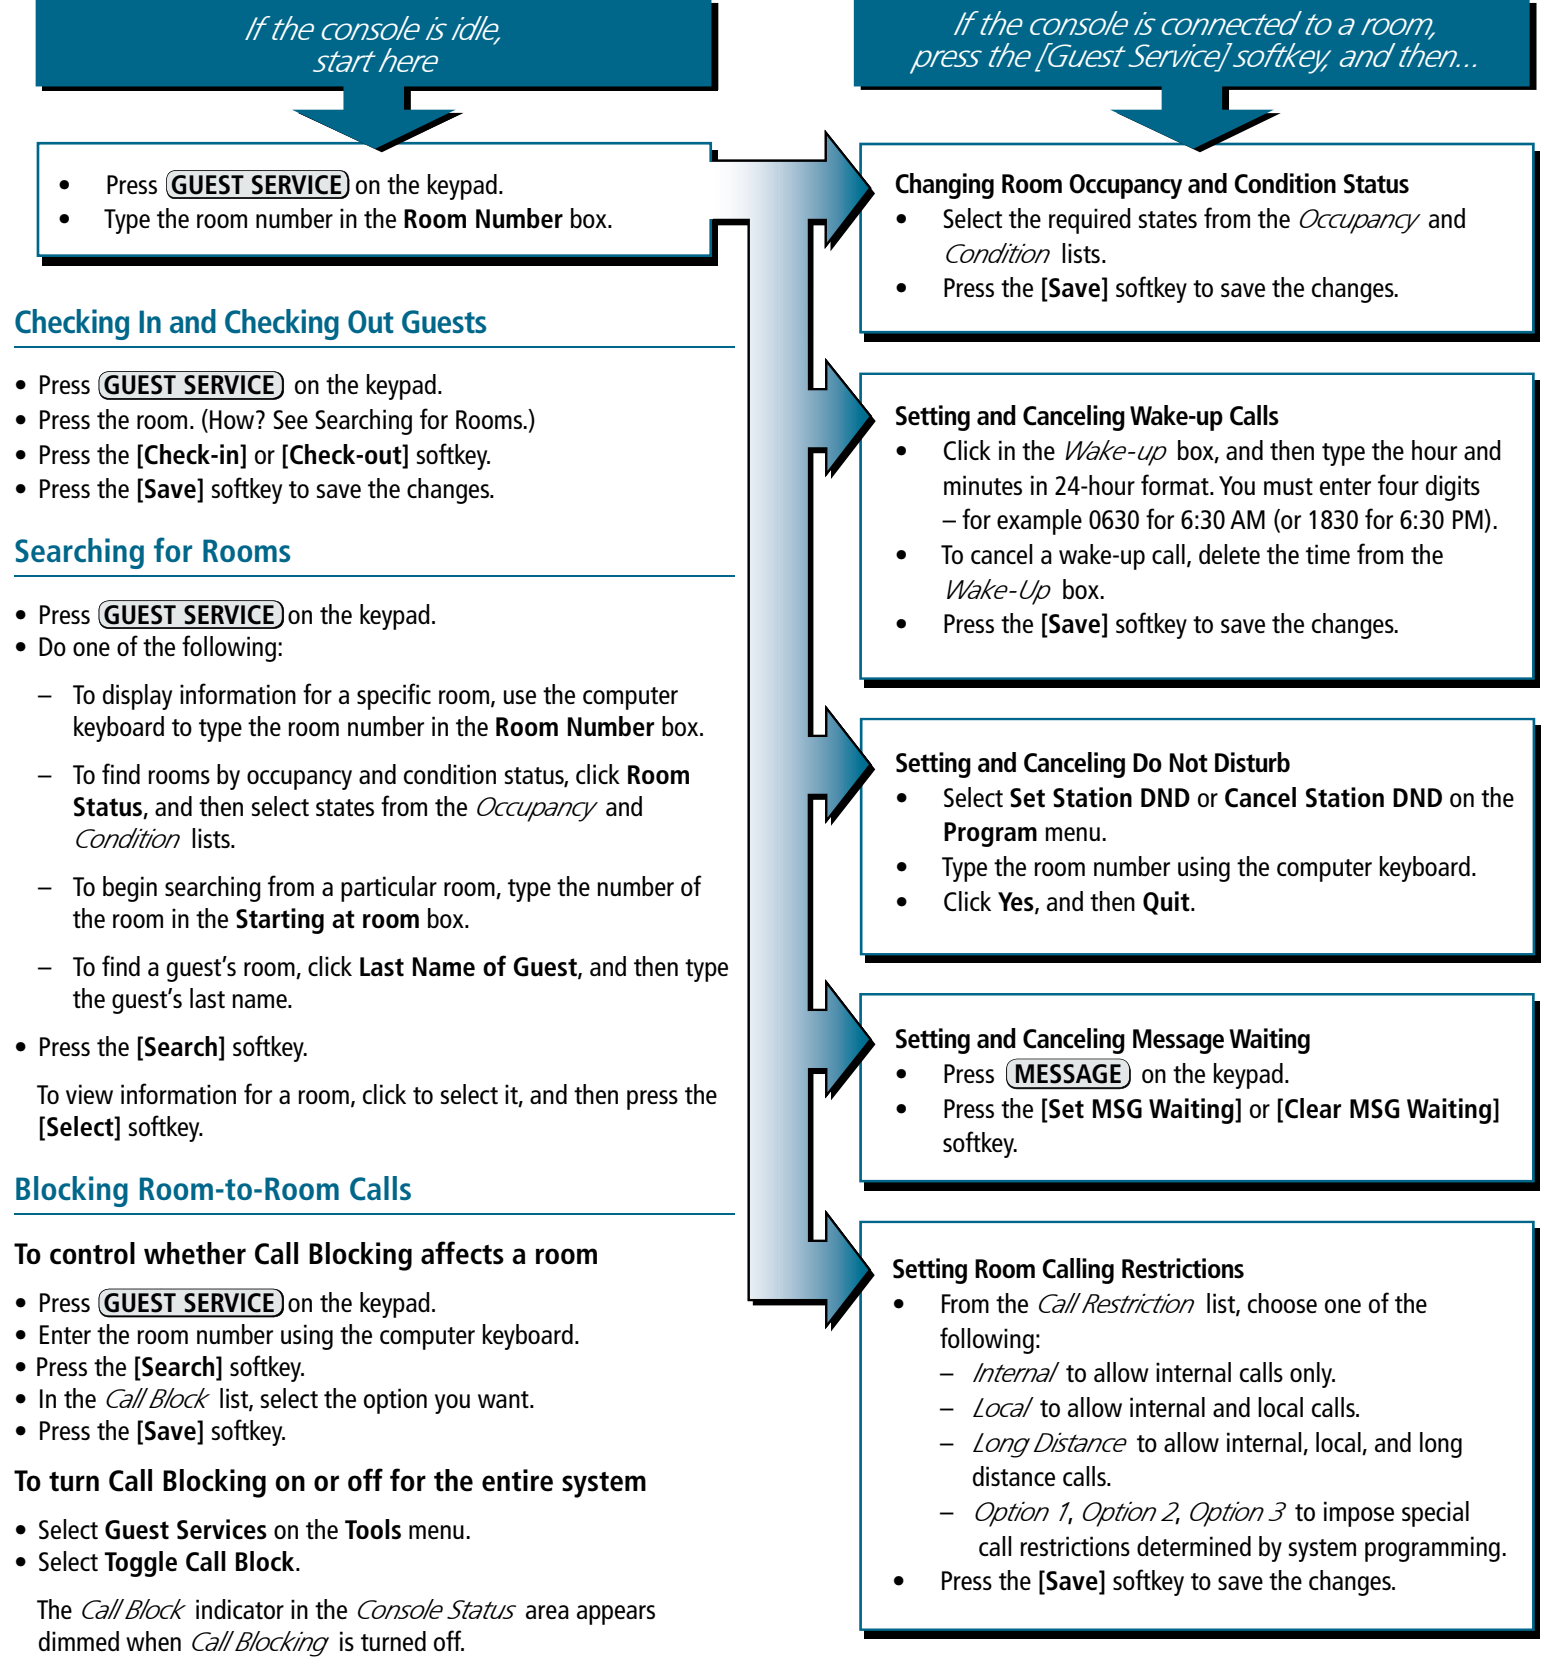 If the console is idle,
start here
• Press GUEST SERVICE on the keypad.
• Type the room number in the Room Number box.
Checking In and Checking Out Guests
• Press GUEST SERVICE on the keypad.
• Press the room. (How? See Searching for Rooms.)
• Press the [Check-in] or [Check-out] softkey.
• Press the [Save] softkey to save the changes.
Searching for Rooms
• Press GUEST SERVICE on the keypad.
• Do one of the following:
– To display information for a specific room, use the computer
keyboard to type the room number in the Room Number box.
– To find rooms by occupancy and condition status, click Room
Status, and then select states from the Occupancy and
Condition lists.
– To begin searching from a particular room, type the number of
the room in the Starting at room box.
– To find a guest's room, click Last Name of Guest, and then type
the guest's last name.
• Press the [Search] softkey.
To view information for a room, click to select it, and then press the
[Select] softkey.
Blocking Room-to-Room Calls
To control whether Call Blocking affects a room
• Press GUEST SERVICE on the keypad.
• Enter the room number using the computer keyboard.
• Press the [Search] softkey.
• In the Call Block list, select the option you want.
• Press the [Save] softkey.
To turn Call Blocking on or off for the entire system
• Select Guest Services on the Tools menu.
• Select Toggle Call Block.
The Call Block indicator in the Console Status area appears
dimmed when Call Blocking is turned off.
If the console is connected to a room,
press the [Guest Service] softkey, and then...
Changing Room Occupancy and Condition Status
• Select the required states from the Occupancy and
Condition lists.
• Press the [Save] softkey to save the changes.
Setting and Canceling Wake-up Calls
• Click in the Wake-up box, and then type the hour and
minutes in 24-hour format. You must enter four digits
– for example 0630 for 6:30 AM (or 1830 for 6:30 PM).
• To cancel a wake-up call, delete the time from the
Wake-Up box.
• Press the [Save] softkey to save the changes.
Setting and Canceling Do Not Disturb
• Select Set Station DND or Cancel Station DND on the
Program menu.
• Type the room number using the computer keyboard.
• Click Yes, and then Quit.
Setting and Canceling Message Waiting
• Press MESSAGE on the keypad.
• Press the [Set MSG Waiting] or [Clear MSG Waiting]
softkey.
Setting Room Calling Restrictions
• From the Call Restriction list, choose one of the
following:
– Internal to allow internal calls only.
– Local to allow internal and local calls.
– Long Distance to allow internal, local, and long
distance calls.
– Option 1, Option 2, Option 3 to impose special
call restrictions determined by system programming.
• Press the [Save] softkey to save the changes.